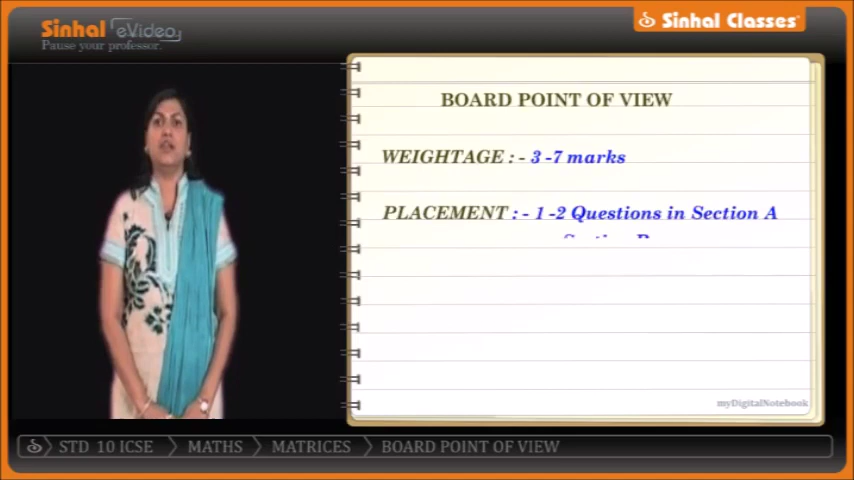 Sinhal eVideo
Pause your professor.
Sinhal Classes
BOARD POINT OF VIEW
WEIGHTAGE : - 3 -7 marks
PLACEMENT : - 1 -2 Questions in Section A
myDigitalNotebook
STD 10 ICSE MATHS MATRICES BOARD POINT OF VIEW